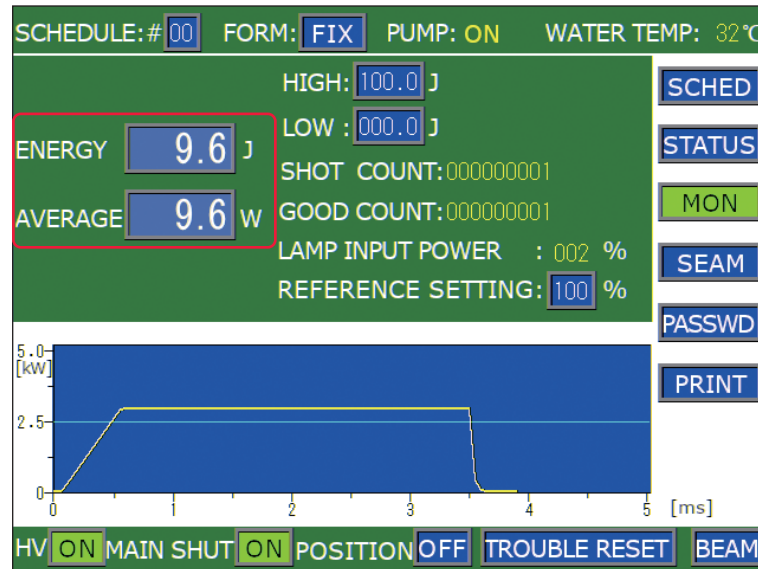 SCHEDULE:# 00 FORM: FIX PUMP: ON WATER TEMP: 32℃
HIGH: 100.0 J
SCHED
LOW : 000.0 J
ENERGY 9.6 J
STATUS
SHOT COUNT:000000001
AVERAGE 9.6 W
GOOD COUNT:000000001
MON
LAMP INPUT POWER : 002 %
SEAM
REFERENCE SETTING: 100 %
PASSWD
5.0
[kW]
PRINT
2.5
0
0 1 2 3 4 5 [ms]
HV ON MAIN SHUT ON POSITION OFF TROUBLE RESET BEAM